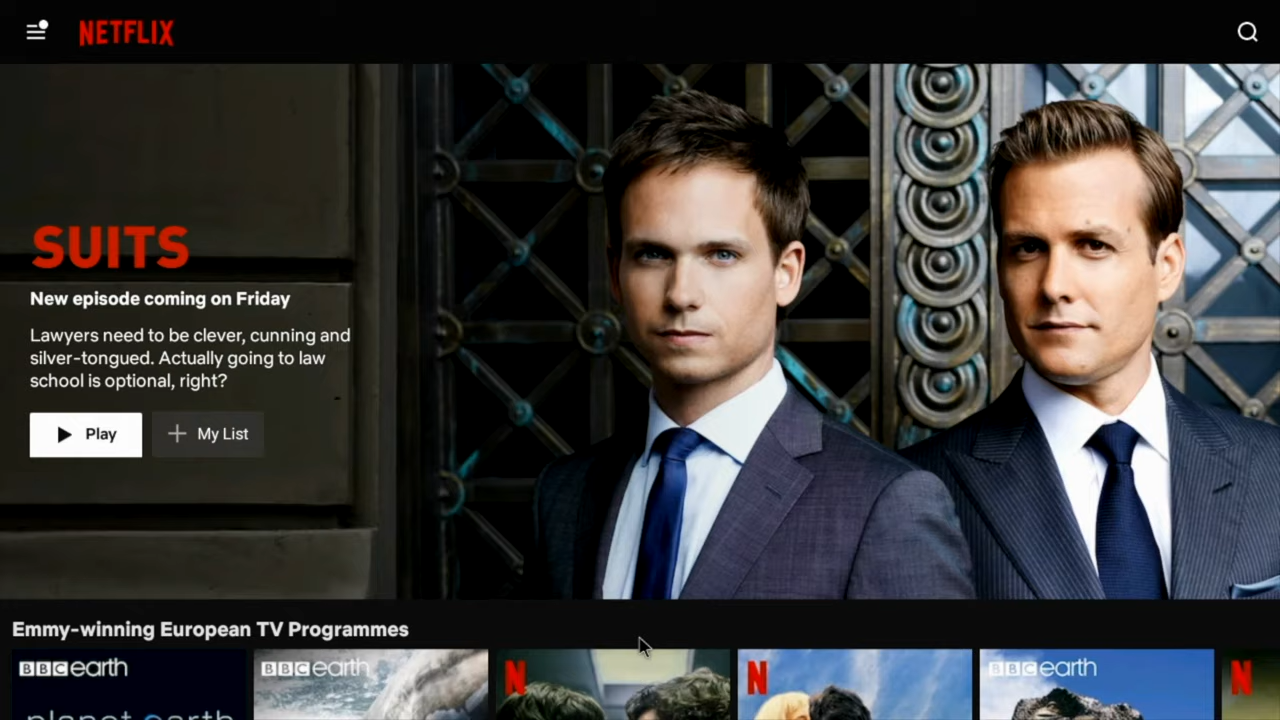 NETFLIX
SUITS
New episode coming on Friday
Lawyers need to be clever, cunning and
silver-tongued. Actually going to law
school is optional, right?
Play
My List
Emmy-winning European TV Programmes
BBC earth
BBC earth
N
N
BBC earth
N
planet earth